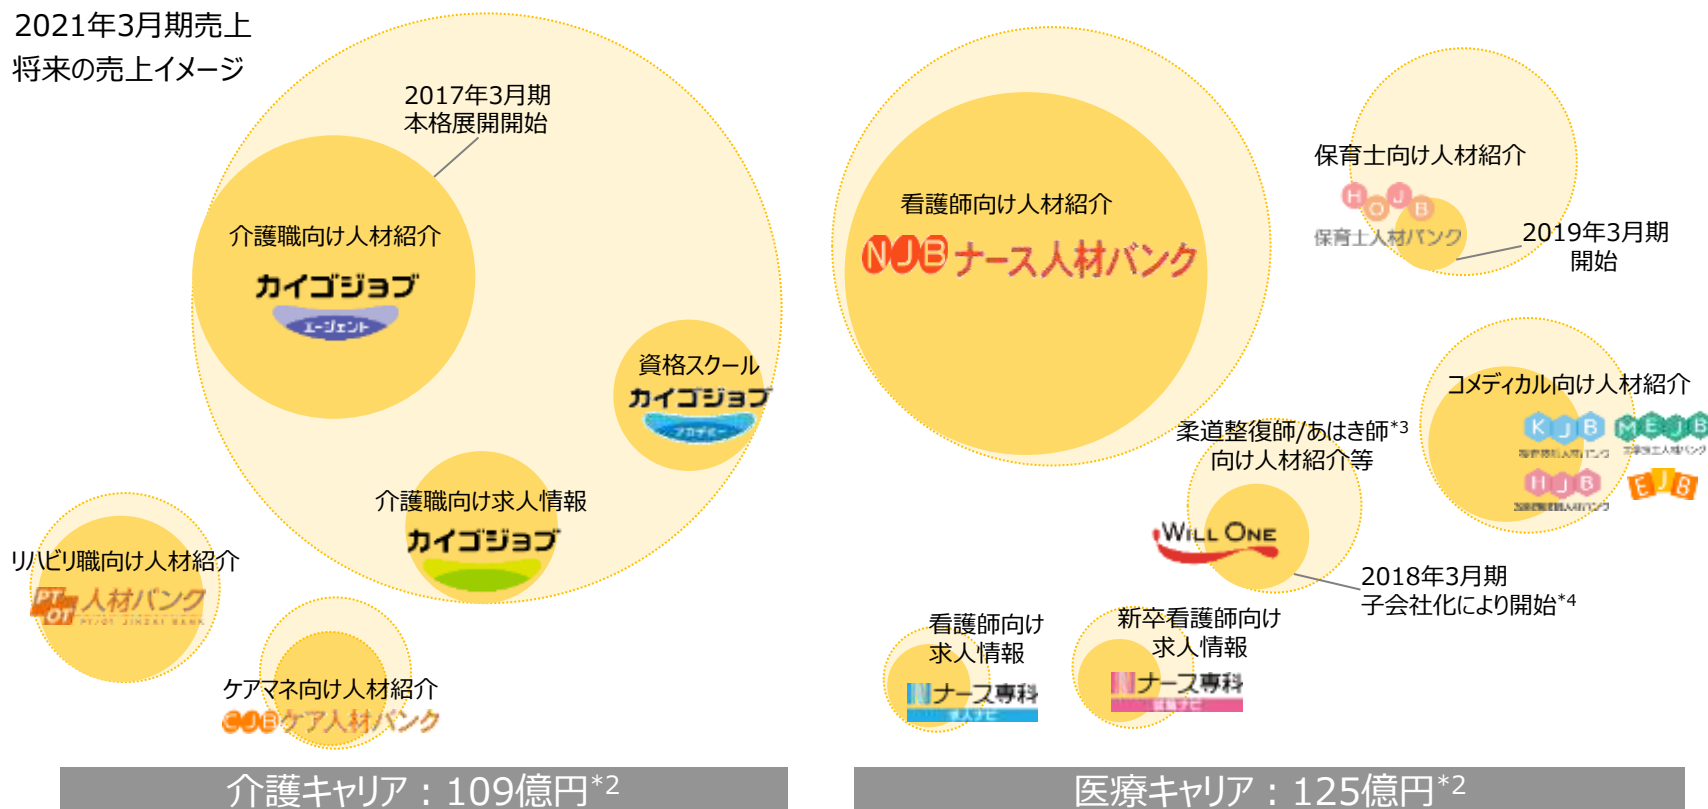 2021年3月期売上
将来の売上イメージ
2017年3月期
本格展開開始
介護職向け人材紹介
カイゴジョブ
エージェント
資格スクール
カイゴジョブ
アカデミー
介護職向け求人情報
カイゴジョブ
リハビリ職向け人材紹介
PT OT 人材バンク
PT/OT JINZAI BANK
ケアマネ向け人材紹介
CJB ケア人材バンク
介護キャリア：109億円*2
看護師向け人材紹介
NJB ナース人材バンク
保育士向け人材紹介
HOJB
保育士人材バンク
2019年3月期
開始
コメディカル向け人材紹介
KJB MEJB
HJB EJB
柔道整復師/あはき師*3
向け人材紹介等
WILL ONE
2018年3月期
子会社化により開始*4
看護師向け
求人情報
ナース専科
求人ナビ
新卒看護師向け
求人情報
ナース専科
就職ナビ
医療キャリア：125億円*2